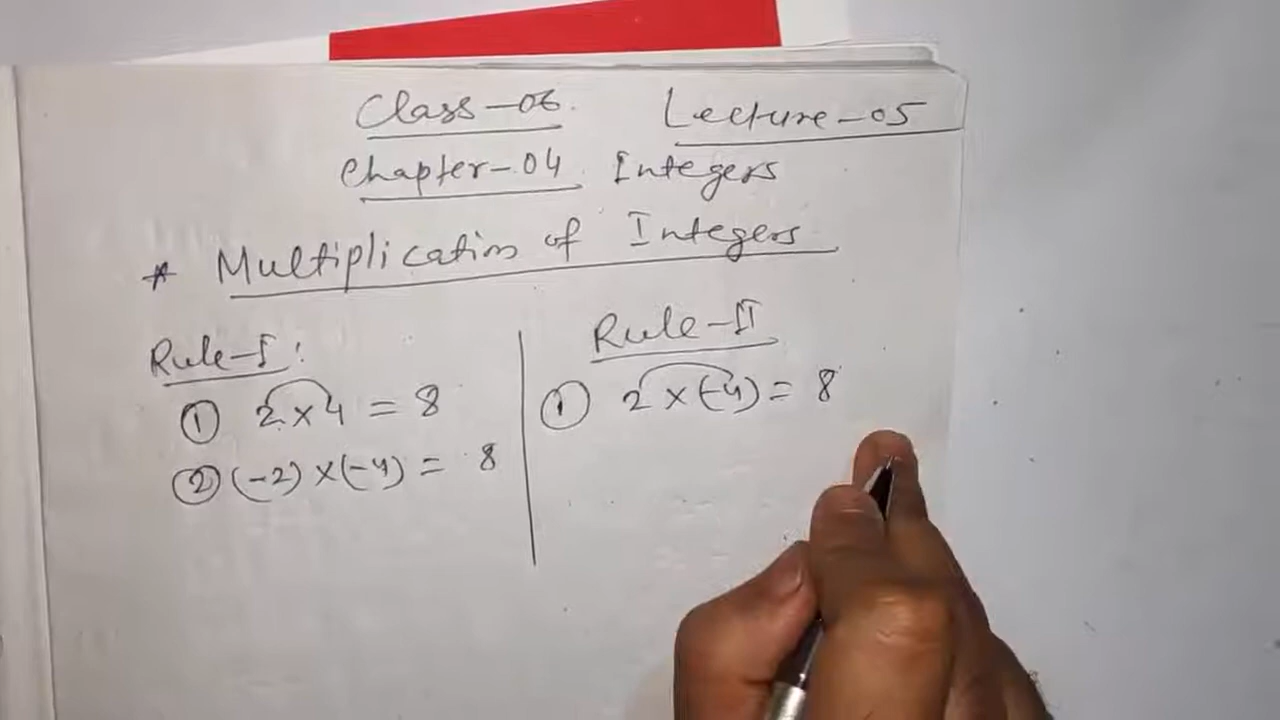 Class-06. Lecture-05
Chapter-04. Integers
* Multiplication of Integers
Rule-I:
① 2 × 4 = 8
② (-2) × (-4) = 8
Rule-II
① 2 × (-4) = 8